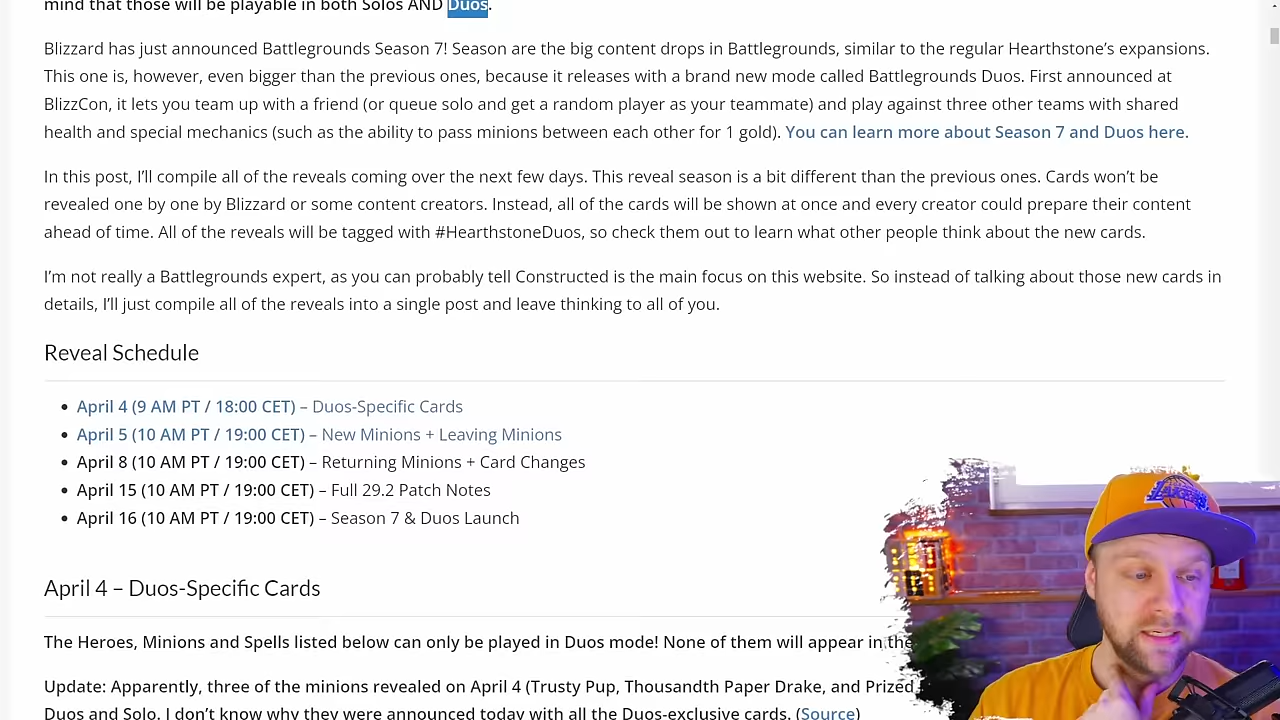 mind that those will be playable in both Solos AND Duos.
Blizzard has just announced Battlegrounds Season 7! Season are the big content drops in Battlegrounds, similar to the regular Hearthstone’s expansions.
This one is, however, even bigger than the previous ones, because it releases with a brand new mode called Battlegrounds Duos. First announced at
BlizzCon, it lets you team up with a friend (or queue solo and get a random player as your teammate) and play against three other teams with shared
health and special mechanics (such as the ability to pass minions between each other for 1 gold). You can learn more about Season 7 and Duos here.
In this post, I’ll compile all of the reveals coming over the next few days. This reveal season is a bit different than the previous ones. Cards won’t be
revealed one by one by Blizzard or some content creators. Instead, all of the cards will be shown at once and every creator could prepare their content
ahead of time. All of the reveals will be tagged with #HearthstoneDuos, so check them out to learn what other people think about the new cards.
I’m not really a Battlegrounds expert, as you can probably tell Constructed is the main focus on this website. So instead of talking about those new cards in
details, I’ll just compile all of the reveals into a single post and leave thinking to all of you.
Reveal Schedule
April 4 (9 AM PT / 18:00 CET) – Duos-Specific Cards
April 5 (10 AM PT / 19:00 CET) – New Minions + Leaving Minions
April 8 (10 AM PT / 19:00 CET) – Returning Minions + Card Changes
April 15 (10 AM PT / 19:00 CET) – Full 29.2 Patch Notes
April 16 (10 AM PT / 19:00 CET) – Season 7 & Duos Launch
April 4 – Duos-Specific Cards
The Heroes, Minions and Spells listed below can only be played in Duos mode! None of them will appear in the
Update: Apparently, three of the minions revealed on April 4 (Trusty Pup, Thousandth Paper Drake, and Prized
Duos and Solo. I don’t know why they were announced today with all the Duos-exclusive cards. (Source)
LAKERS